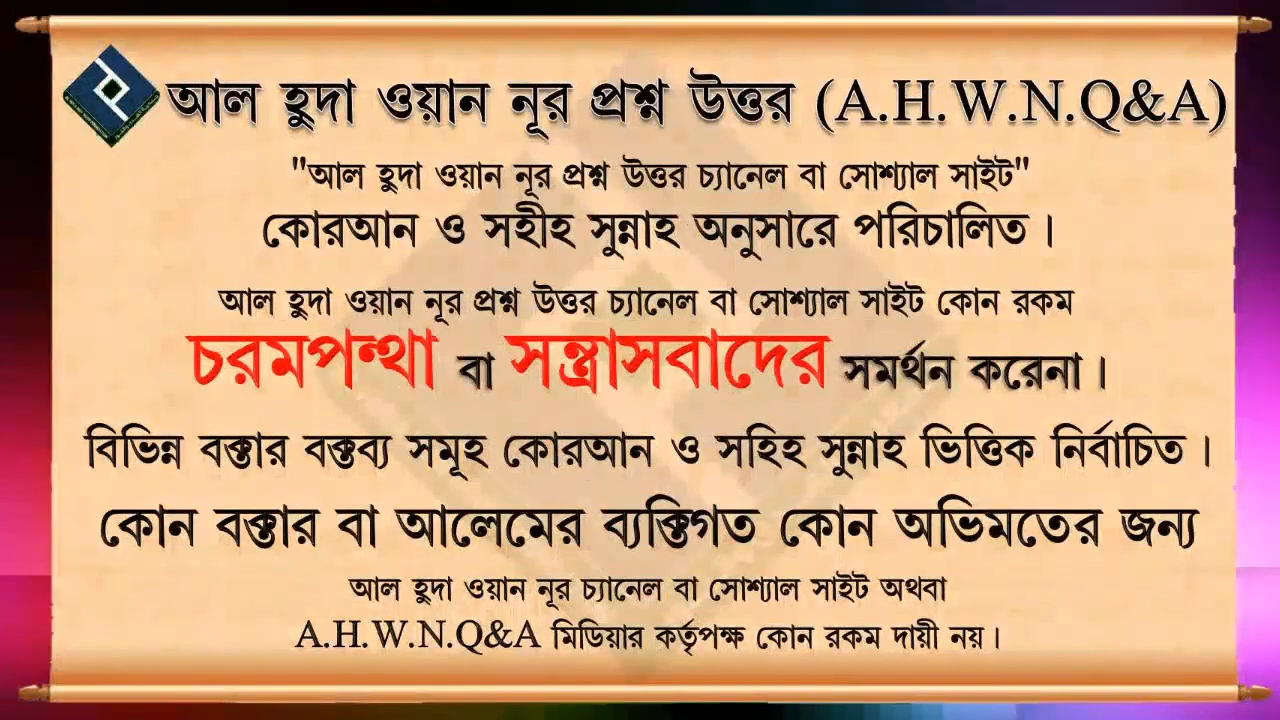 আল হুদা ওয়ান নূর প্রশ্ন উত্তর (A.H.W.N.Q&A)
"আল হুদা ওয়ান নূর প্রশ্ন উত্তর চ্যানেল বা সোশ্যাল সাইট"
কোরআন ও সহীহ সুন্নাহ অনুসারে পরিচালিত।
আল হুদা ওয়ান নূর প্রশ্ন উত্তর চ্যানেল বা সোশ্যাল সাইট কোন রকম
চরমপন্থা বা সন্ত্রাসবাদের সমর্থন করেনা।
বিভিন্ন বক্তার বক্তব্য সমূহ কোরআন ও সহিহ সুন্নাহ ভিত্তিক নির্বাচিত।
কোন বক্তার বা আলেমের ব্যক্তিগত কোন অভিমতের জন্য
আল হুদা ওয়ান নূর চ্যানেল বা সোশ্যাল সাইট অথবা
A.H.W.N.Q&A মিডিয়ার কর্তৃপক্ষ কোন রকম দায়ী নয়।